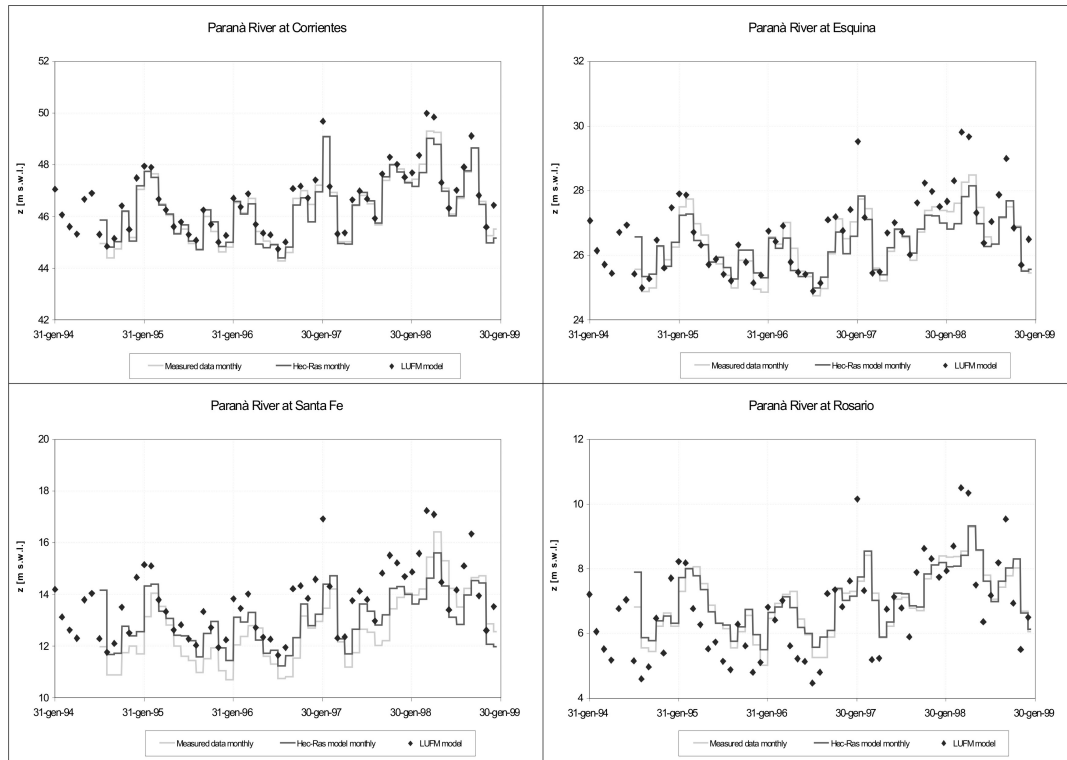 Paranà River at Corrientes
z [m s.w.l.]
52
50
48
46
44
42
31-gen-94 31-gen-95 31-gen-96 30-gen-97 30-gen-98 30-gen-99
Measured data monthly Hec-Ras monthly LUFM model
Paranà River at Esquina
z [m s.w.l.]
32
30
28
26
24
31-gen-94 31-gen-95 31-gen-96 30-gen-97 30-gen-98 30-gen-99
Measured data monthly Hec-Ras model monthly LUFM model
Paranà River at Santa Fe
z [m s.w.l.]
20
18
16
14
12
10
31-gen-94 31-gen-95 31-gen-96 30-gen-97 30-gen-98 30-gen-99
Measured data monthly Hec-Ras model monthly LUFM model
Paranà River at Rosario
z [m s.w.l.]
12
10
8
6
4
31-gen-94 31-gen-95 31-gen-96 30-gen-97 30-gen-98 30-gen-99
Measured data monthly Hec-Ras model monthly LUFM model